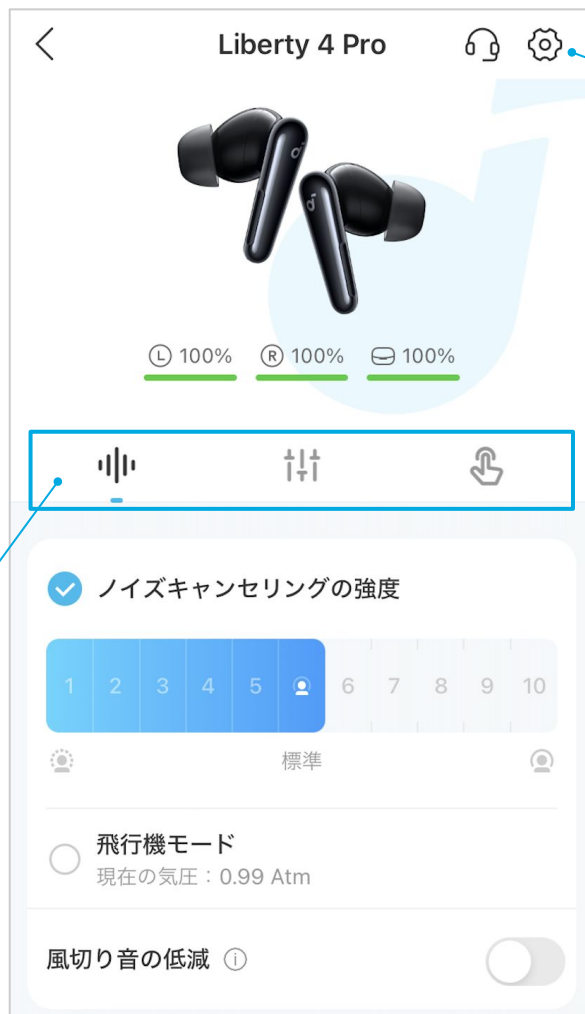 Liberty 4 Pro
L 100% R 100% 100%
ノイズキャンセリングの強度
1 2 3 4 5 6 7 8 9 10
標準
飛行機モード
現在の気圧：0.99 Atm
風切り音の低減